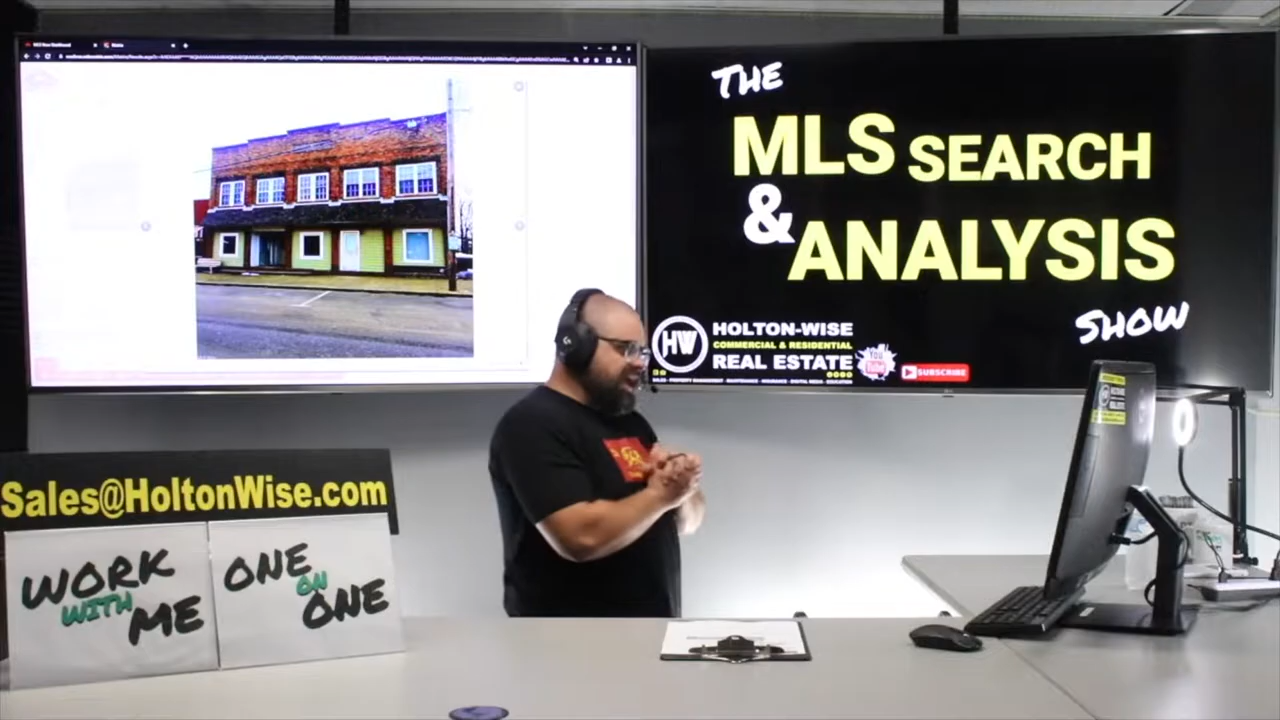 THE
MLS SEARCH
& ANALYSIS
SHOW
HW
HOLTON-WISE
COMMERCIAL & RESIDENTIAL
REAL ESTATE
You
SUBSCRIBE
Sales@HoltonWise.com
WORK
WITH
ME
ONE
ON
ONE